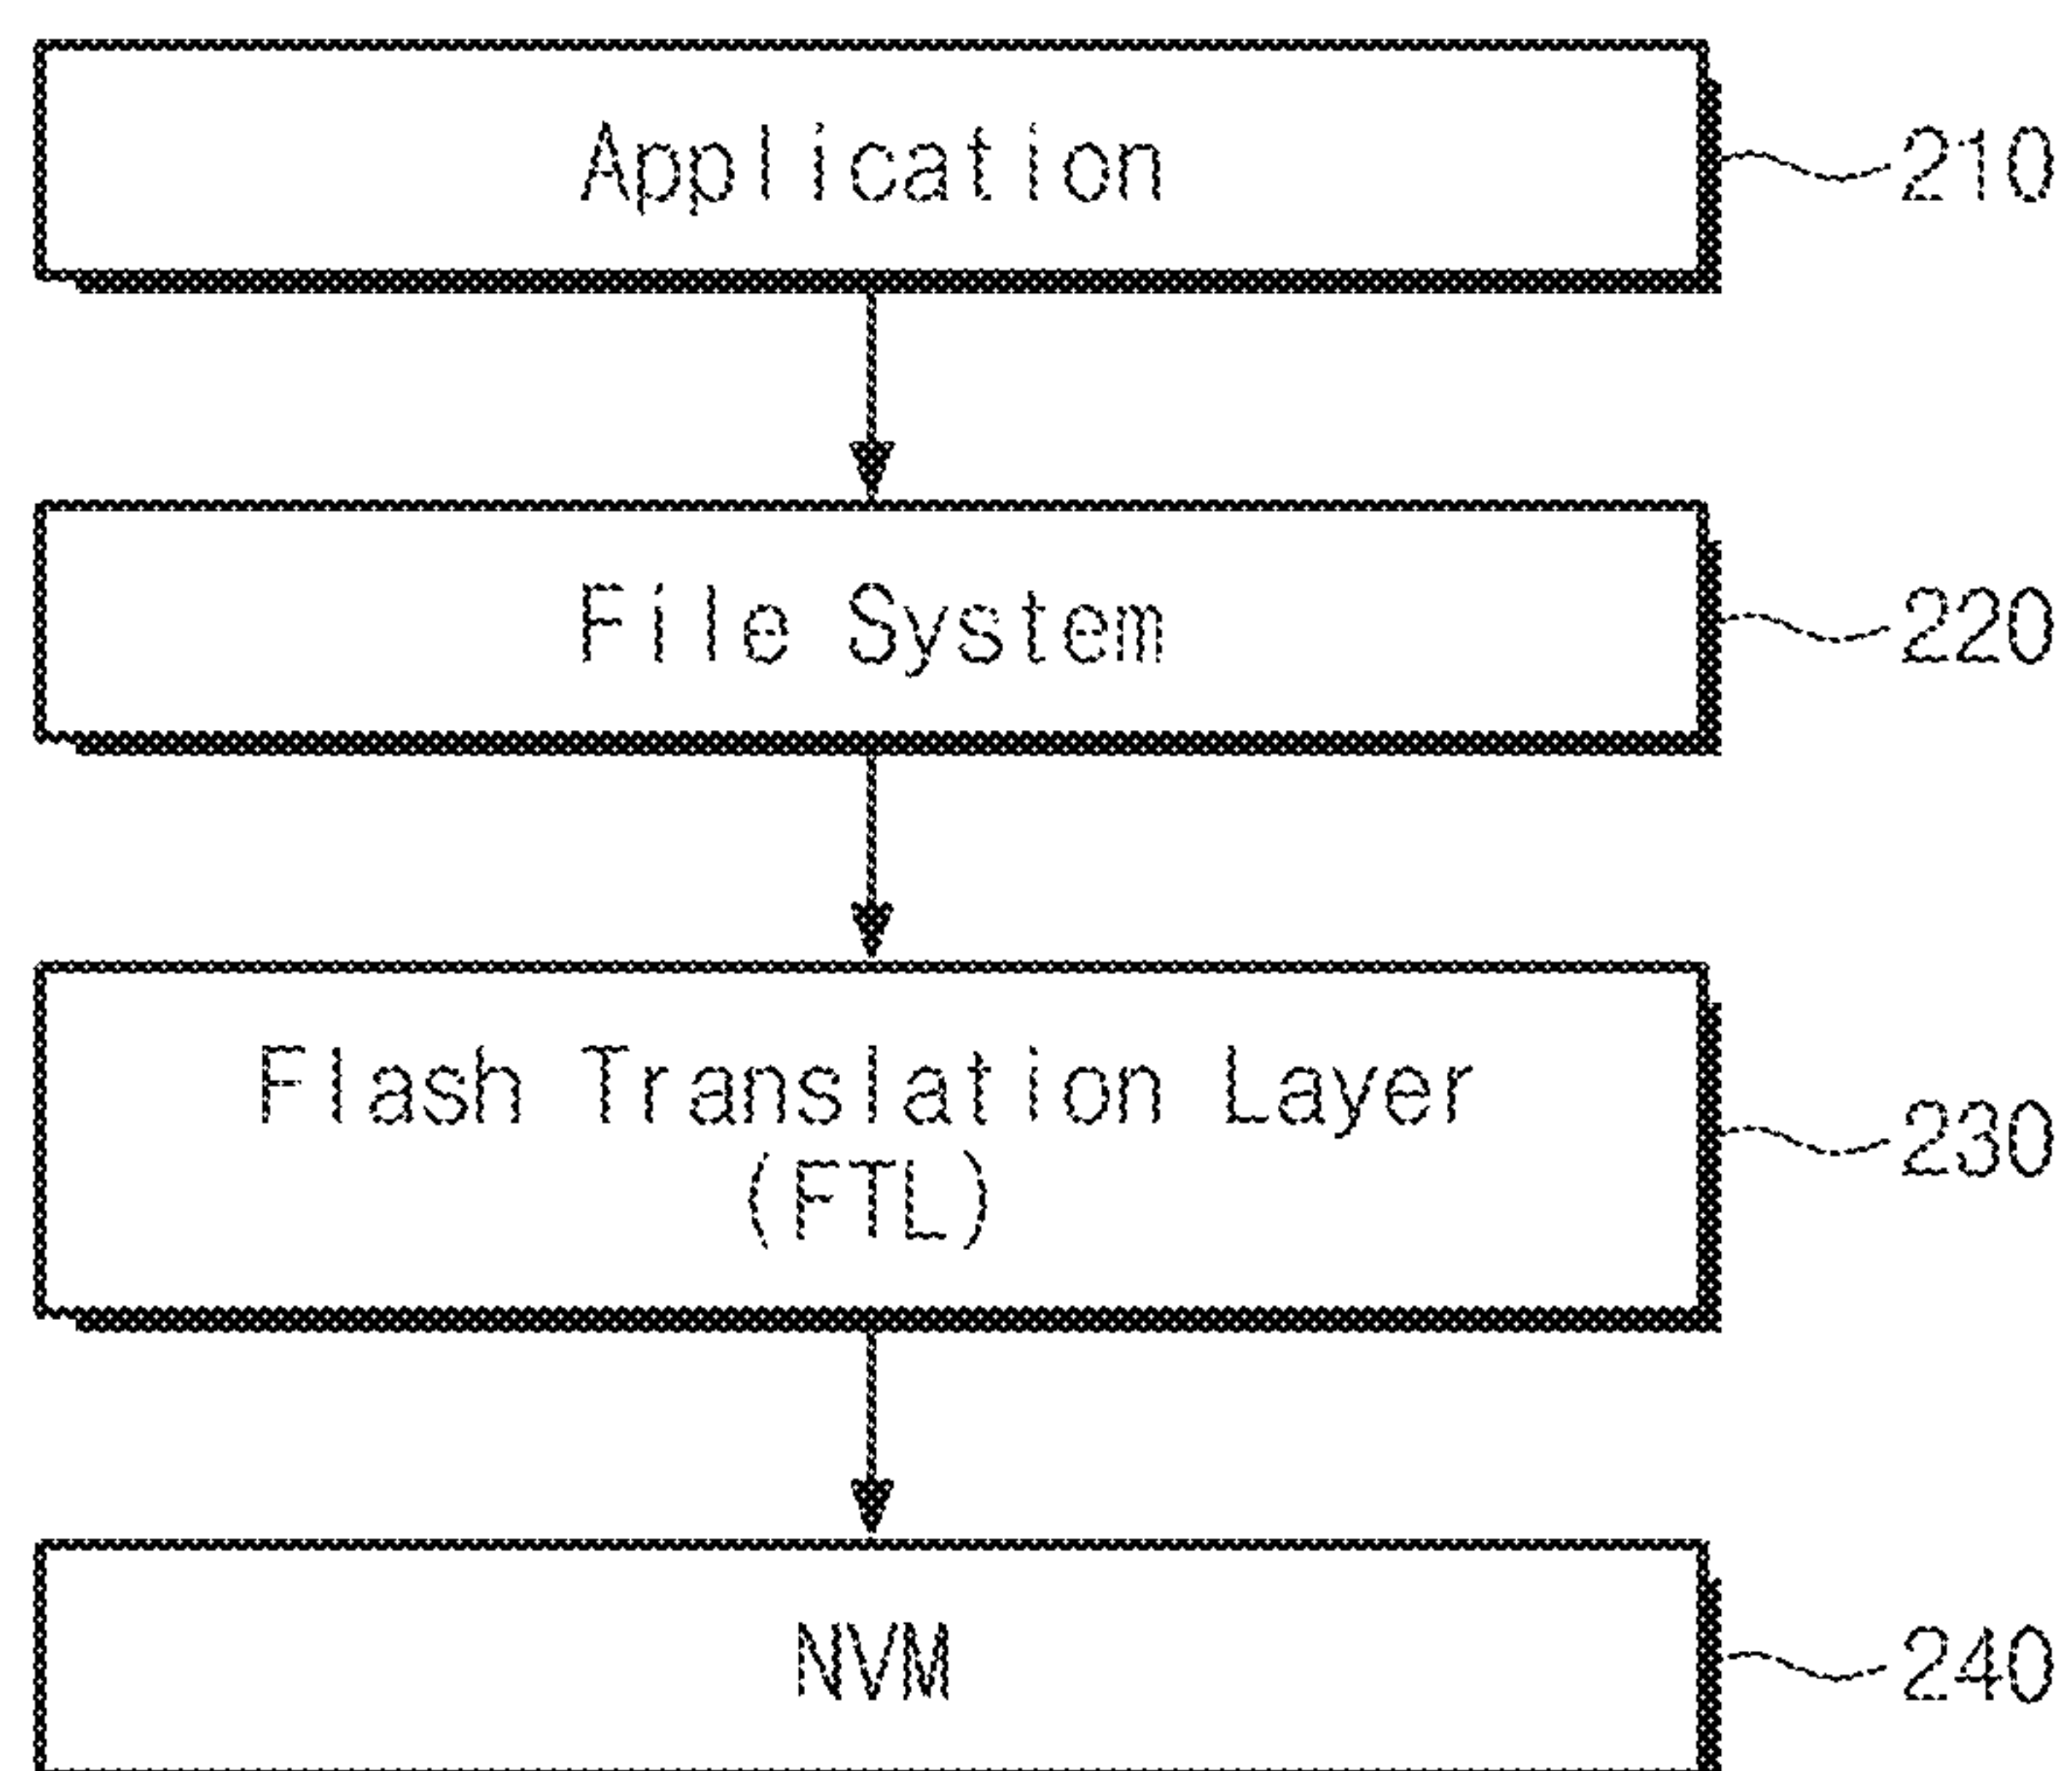 Application
210
File System
220
Flash Translation Layer
(FTL)
230
NVM
240